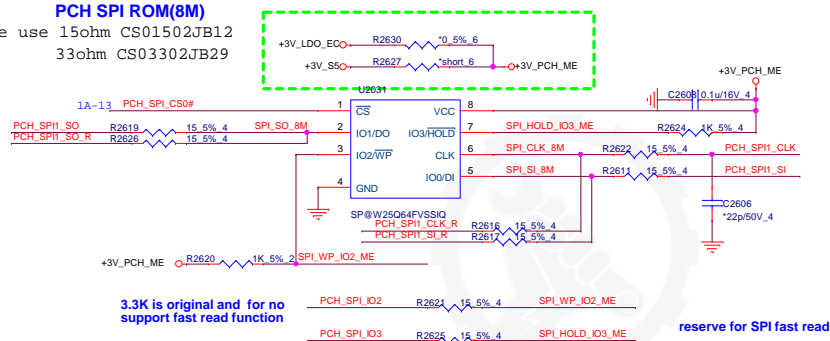 PCH SPI ROM(8M)
e use 15ohm CS01502JB12
33ohm CS03302JB29
+3V_LDO_EC R2630 *0_5%_6
+3V_S5 R2627 *short_6 +3V_PCH_ME
+3V_PCH_ME
U2031
C2608 0.1u/16V_4
1A-13 PCH_SPI_CS0# 1 CS VCC 8
PCH_SPI1_SO R2619 15_5%_4 SPI_SO_8M 2 IO1/DO IO3/HOLD 7 SPI_HOLD_IO3_ME R2624 1K_5%_4
PCH_SPI1_SO_R R2626 15_5%_4
3 IO2/WP CLK 6 SPI_CLK_8M R2622 15_5%_4 PCH_SPI1_CLK
4 GND IO0/DI 5 SPI_SI_8M R2611 15_5%_4 PCH_SPI1_SI
C2606
*22p/50V_4
SP@W25Q64FVSSIQ
PCH_SPI1_CLK_R R2616 15_5%_4
PCH_SPI1_SI_R R2617 15_5%_4
+3V_PCH_ME R2620 1K_5%_2 SPI_WP_IO2_ME
3.3K is original and for no
support fast read function
PCH_SPI_IO2 R2621 15_5%_4 SPI_WP_IO2_ME
PCH_SPI_IO3 R2625 15_5%_4 SPI_HOLD_IO3_ME
reserve for SPI fast read